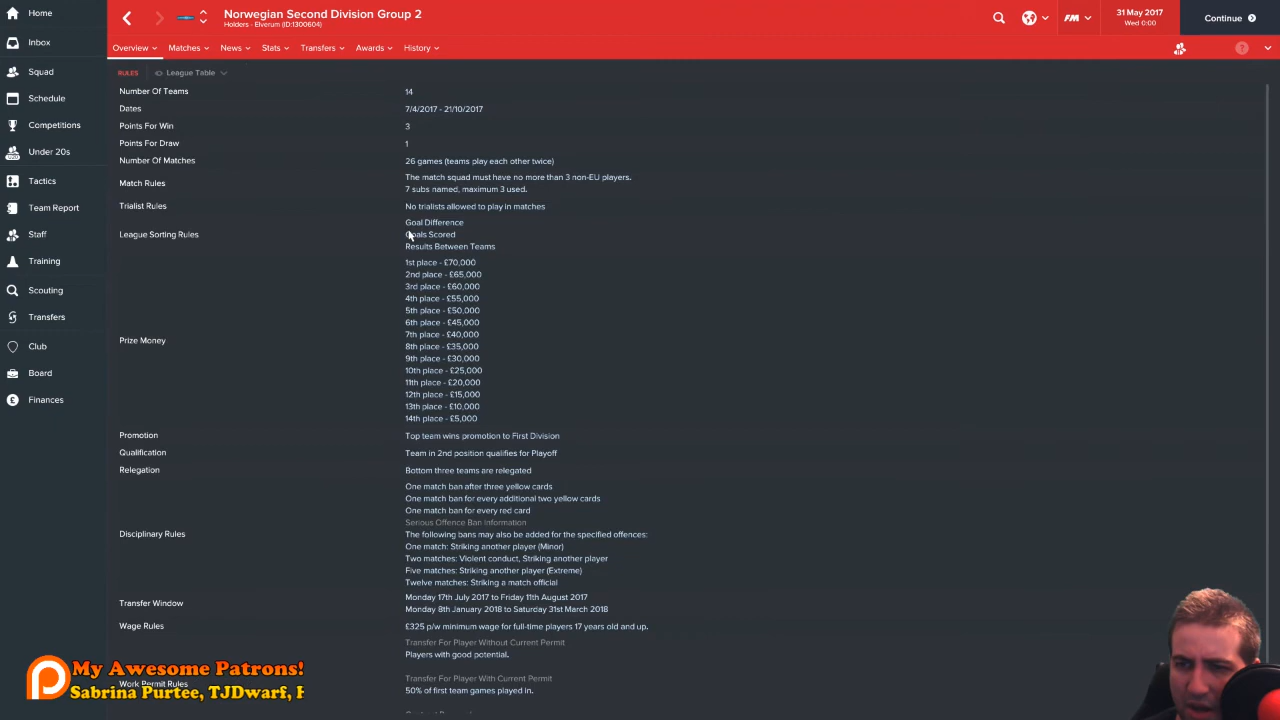 Home
Norwegian Second Division Group 2
Holders - Elverum (ID:1300604)
FM
31 May 2017
Wed 0:00
Continue
Inbox
Overview
Matches
News
Stats
Transfers
Awards
History
Squad
RULES
League Table
Schedule
Competitions
Under 20s
Tactics
Team Report
Staff
Training
Scouting
Transfers
Club
Board
Finances
Number Of Teams
14
Dates
7/4/2017 - 21/10/2017
Points For Win
3
Points For Draw
1
Number Of Matches
26 games (teams play each other twice)
Match Rules
The match squad must have no more than 3 non-EU players.
7 subs named, maximum 3 used.
Trialist Rules
No trialists allowed to play in matches
League Sorting Rules
Goal Difference
Goals Scored
Results Between Teams
Prize Money
1st place - £70,000
2nd place - £65,000
3rd place - £60,000
4th place - £55,000
5th place - £50,000
6th place - £45,000
7th place - £40,000
8th place - £35,000
9th place - £30,000
10th place - £25,000
11th place - £20,000
12th place - £15,000
13th place - £10,000
14th place - £5,000
Promotion
Top team wins promotion to First Division
Qualification
Team in 2nd position qualifies for Playoff
Relegation
Bottom three teams are relegated
Disciplinary Rules
One match ban after three yellow cards
One match ban for every additional two yellow cards
One match ban for every red card
Serious Offence Ban Information
The following bans may also be added for the specified offences:
One match: Striking another player (Minor)
Two matches: Violent conduct, Striking another player
Five matches: Striking another player (Extreme)
Twelve matches: Striking a match official
Transfer Window
Monday 17th July 2017 to Friday 11th August 2017
Monday 8th January 2018 to Saturday 31st March 2018
Wage Rules
£325 p/w minimum wage for full-time players 17 years old and up.
Work Permit Rules
Transfer For Player Without Current Permit
Players with good potential.
Transfer For Player With Current Permit
50% of first team games played in.
My Awesome Patrons!
Sabrina Purtee, TJDwarf,